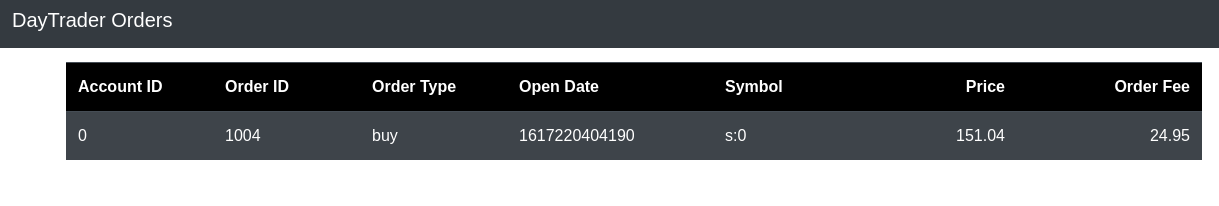 DayTrader Orders
Account ID Order ID Order Type Open Date Symbol Price Order Fee
0 1004 buy 1617220404190 s:0 151.04 24.95